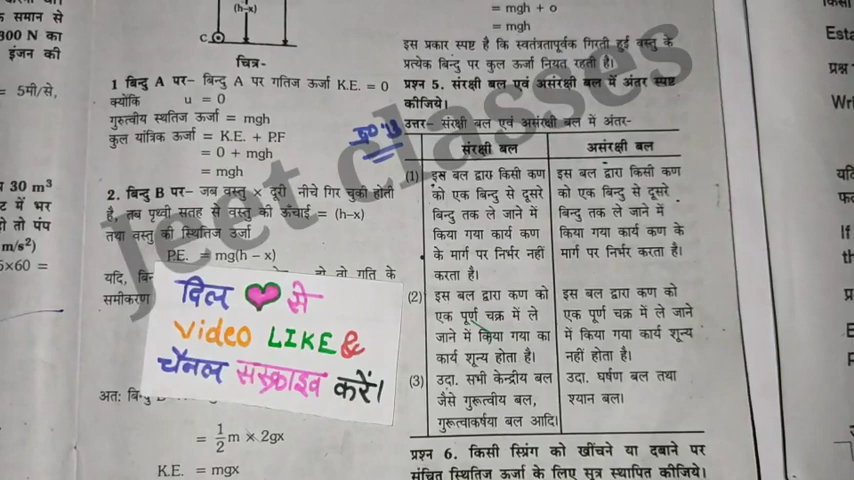 के समान से
300 N का
इंजन की
= 5मी/से,
30 m³
ट में भर
हो तो पंप
m/s²)
5×60 =
(h-x)
C
चित्र-
1 बिन्दु A पर– बिन्दु A पर गतिज ऊर्जा K.E. = 0
क्योंकि u = 0
गुरुत्वीय स्थितिज ऊर्जा = mgh
कुल यांत्रिक ऊर्जा = K.E. + P.F
= 0 + mgh
= mgh
2. बिन्दु B पर– जब वस्तु × दूरी नीचे गिर चुकी होती
है, तब पृथ्वी सतह से वस्तु की ऊंचाई = (h-x)
तथा वस्तु की स्थितिज ऊर्जा
P.E. = mg(h – x)
यदि, हो तो गति के
समीकरण
दिल से
video LIKE &
चैनल सस्क्राइब करें।
अतः
= 1/2 m × 2gx
K.E. = mgx
= mgh + o
= mgh
इस प्रकार स्पष्ट है कि स्वतंत्रतापूर्वक गिरती हुई वस्तु के
प्रत्येक बिन्दु पर कुल ऊर्जा नियत रहती है।
प्रश्न 5. संरक्षी बल एवं असंरक्षी बल में अंतर स्पष्ट
कीजिये।
उत्तर– संरक्षी बल एवं असंरक्षी बल में अंतर–
संरक्षी बल असंरक्षी बल
(1) इस बल द्वारा किसी कण इस बल द्वारा किसी कण
को एक बिन्दु से दूसरे को एक बिन्दु से दूसरे
बिन्दु तक ले जाने में बिन्दु तक ले जाने में
किया गया कार्य कण किया गया कार्य कण के
के मार्ग पर निर्भर नहीं मार्ग पर निर्भर करता है।
करता है।
(2) इस बल द्वारा कण को इस बल द्वारा कण को
एक पूर्ण चक्र में ले एक पूर्ण चक्र में ले जाने
जाने में किया गया का में किया गया कार्य शून्य
कार्य शून्य होता है। नहीं होता है।
(3) उदा. सभी केन्द्रीय बल उदा. घर्षण बल तथा
जैसे गुरूत्वीय बल, श्यान बल।
गुरूत्वाकर्षया बल आदि।
प्रश्न 6. किसी स्प्रिंग को खींचने या दबाने पर
संचित स्थितिज ऊर्जा के लिए सूत्र स्थापित कीजिये।
Jeet classes
किसी
Esta
प्रश्न
Wri
यदि
If
th